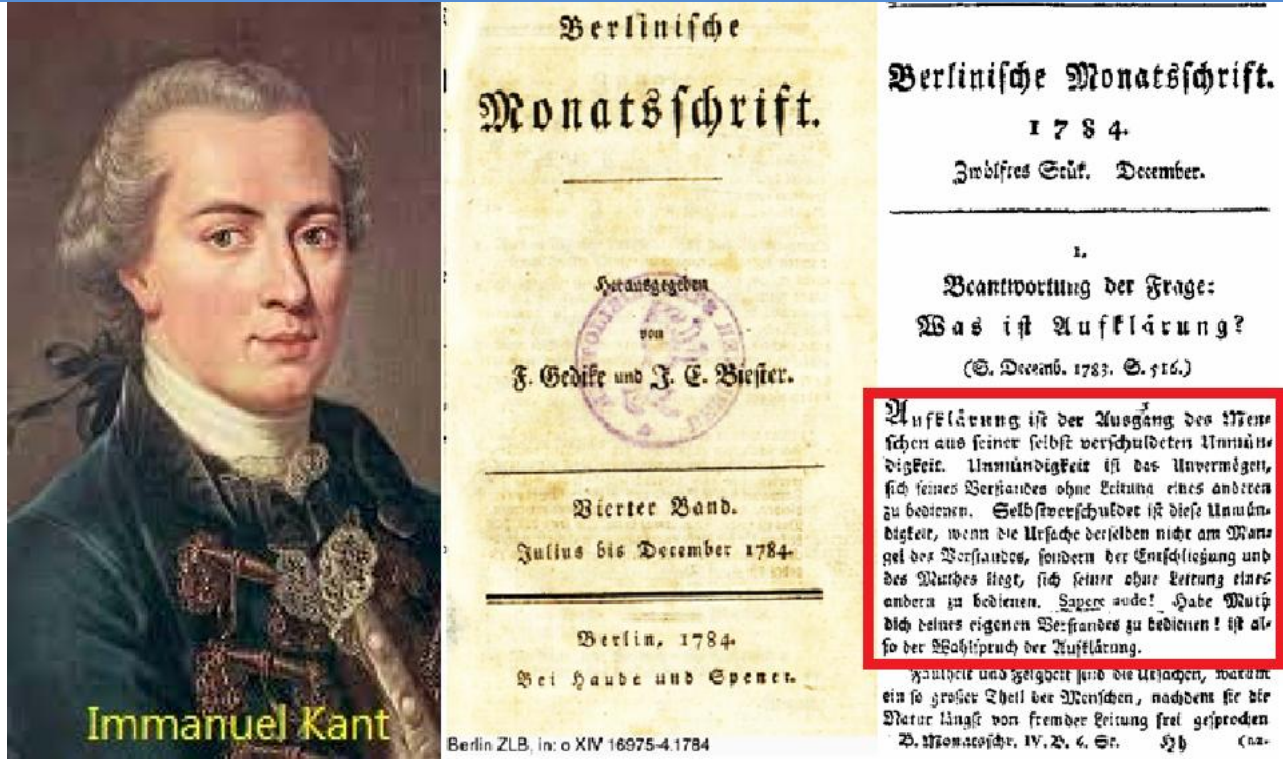 Immanuel Kant
Berlinische
Monatsschrift.
Herausgegeben
von
F. Gedike und J. E. Biester.
Vierter Band.
Julius bis December 1784.
Berlin, 1784.
Bei Haude und Spener.
Berlin ZLB, in: o XIV 16975-4.1784
Berlinische Monatsschrift.
1784.
Zwölftes Stük. December.
1.
Beantwortung der Frage:
Was ist Aufklärung?
(S. Decemb. 1783. S. 516.)
Aufklärung ist der Ausgang des Men-
schen aus seiner selbst verschuldeten Unmün-
digkeit. Unmündigkeit ist das Unvermögen,
sich seines Verstandes ohne Leitung eines anderen
zu bedienen. Selbstverschuldet ist diese Unmün-
digkeit, wenn die Ursache derselben nicht am Man-
gel des Verstandes, sondern der Entschließung und
des Muthes liegt, sich seiner ohne Leitung eines
andern zu bedienen. Sapere aude! Habe Muth
dich deines eigenen Verstandes zu bedienen! ist al-
so der Wahlspruch der Aufklärung.
Faulheit und Feigheit sind die Ursachen, warum
ein so großer Theil der Menschen, nachdem sie die
Natur längst von fremder Leitung frei gesprochen
B. Monatsschr. IV. B. 6. St. Hh (na-